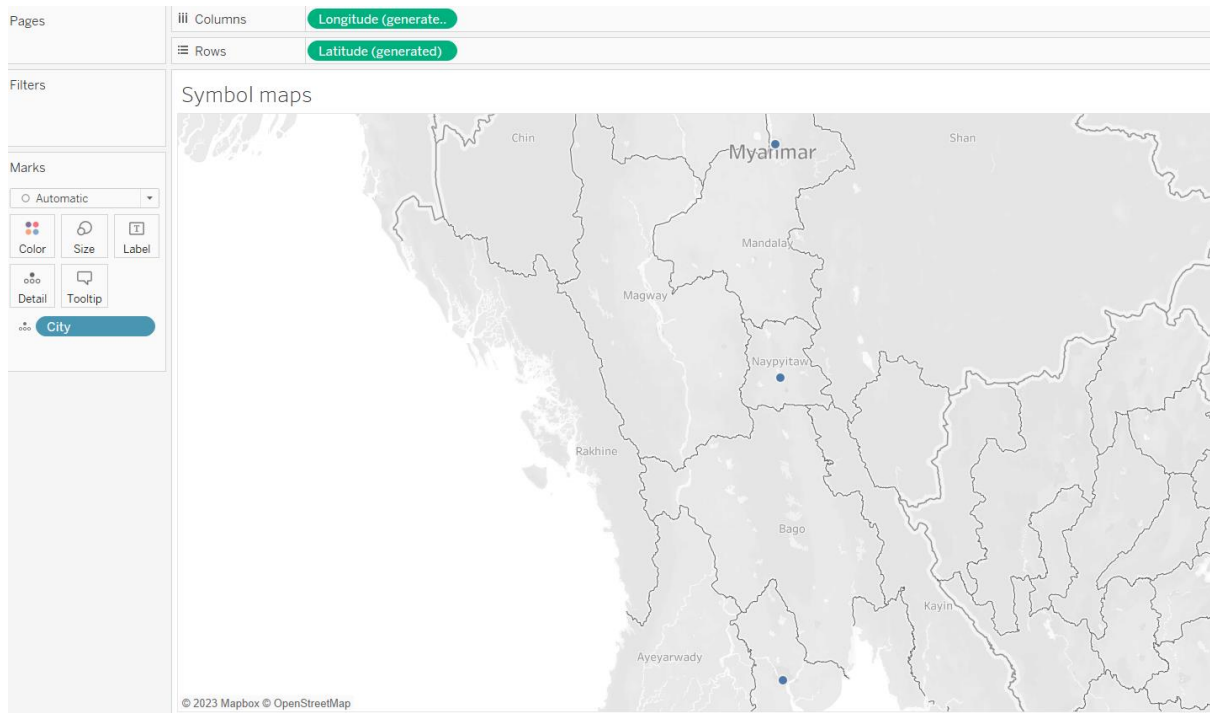 Pages
iii Columns
Longitude (generate..
Rows
Latitude (generated)
Filters
Symbol maps
Marks
Automatic
Color
Size
Label
Detail
Tooltip
City
Chin
Myanmar
Shan
Mandalay
Magway
Naypyitaw
Rakhine
Bago
Kayin
Ayeyarwady
© 2023 Mapbox © OpenStreetMap